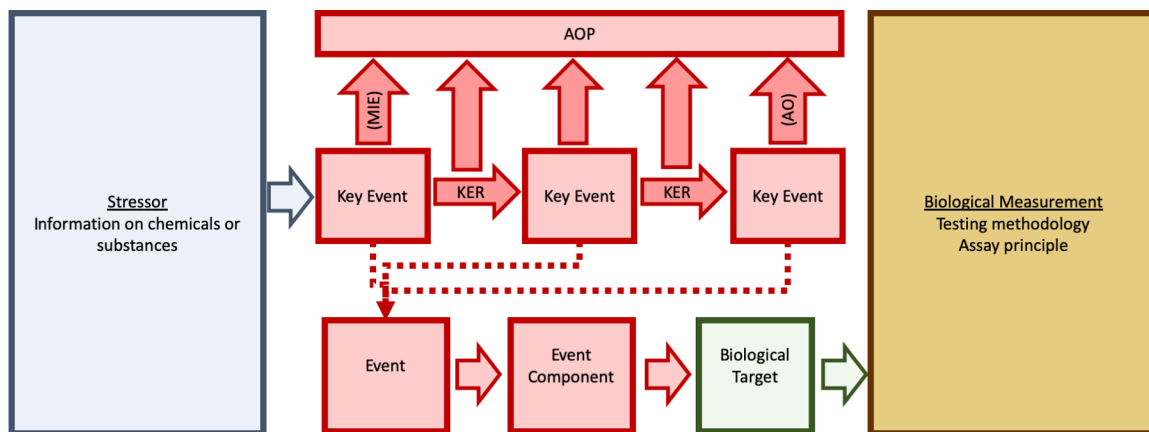 AOP
(MIE)
(AO)
Stressor
Information on chemicals or
substances
Key Event
KER
Key Event
KER
Key Event
Biological Measurement
Testing methodology
Assay principle
Event
Event
Component
Biological
Target